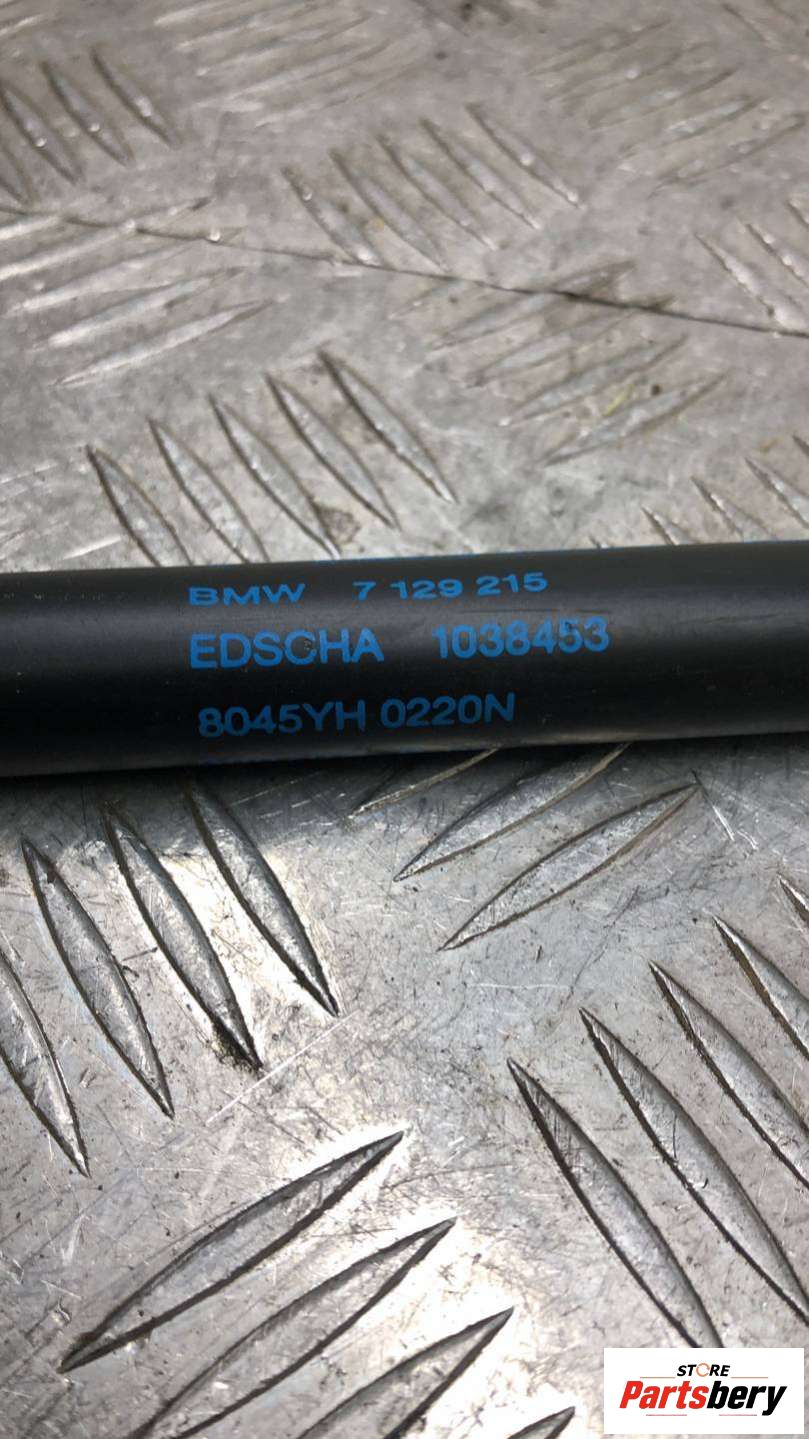 BMW 7 129 215
EDSCHA 1038453
8045YH 0220N
STORE
Partsbery